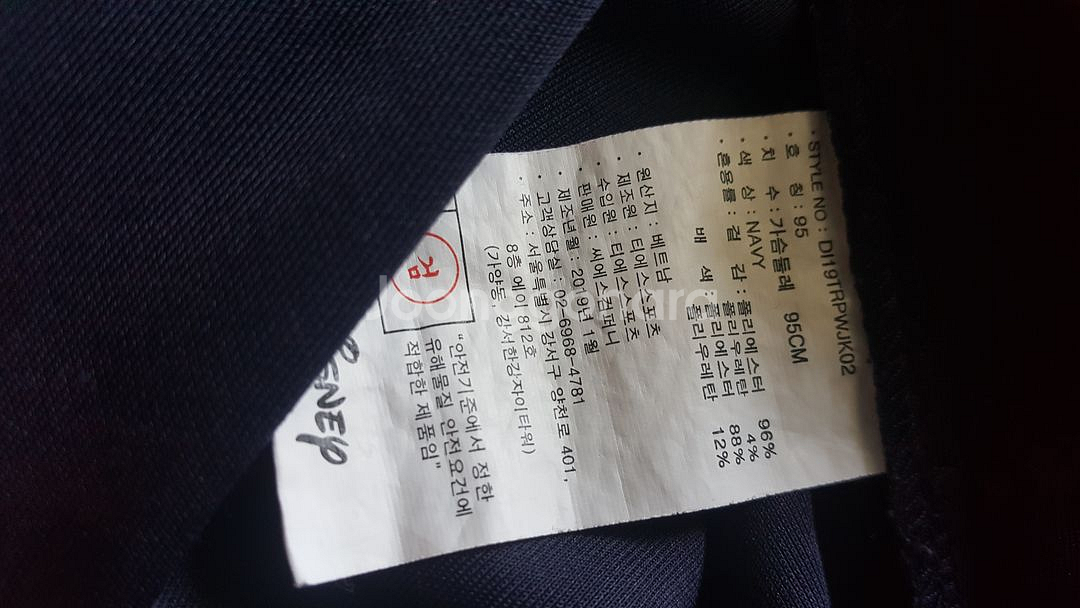 · STYLE NO : DI19TRPWJK02
· 호 칭 : 95
· 치 수 : 가슴둘레 95CM
· 색 상 : NAVY
· 혼용률 : 겉 감 : 폴리에스터 96%
폴리우레탄 4%
배 색 : 폴리에스터 88%
폴리우레탄 12%
· 원산지 : 베트남
· 제조원 : 티에스스포츠
· 수입원 : 티에스스포츠
· 판매원 : 씨에스컴퍼니
· 제조년월 : 2019년 1월
· 고객상담실 : 02-6968-4781
· 주소 : 서울특별시 강서구 양천로 401,
8층 에이 812호
(가양동, 강서한강자이타워)
검
"안전기준에서 정한
유해물질 안전요건에
적합한 제품임"